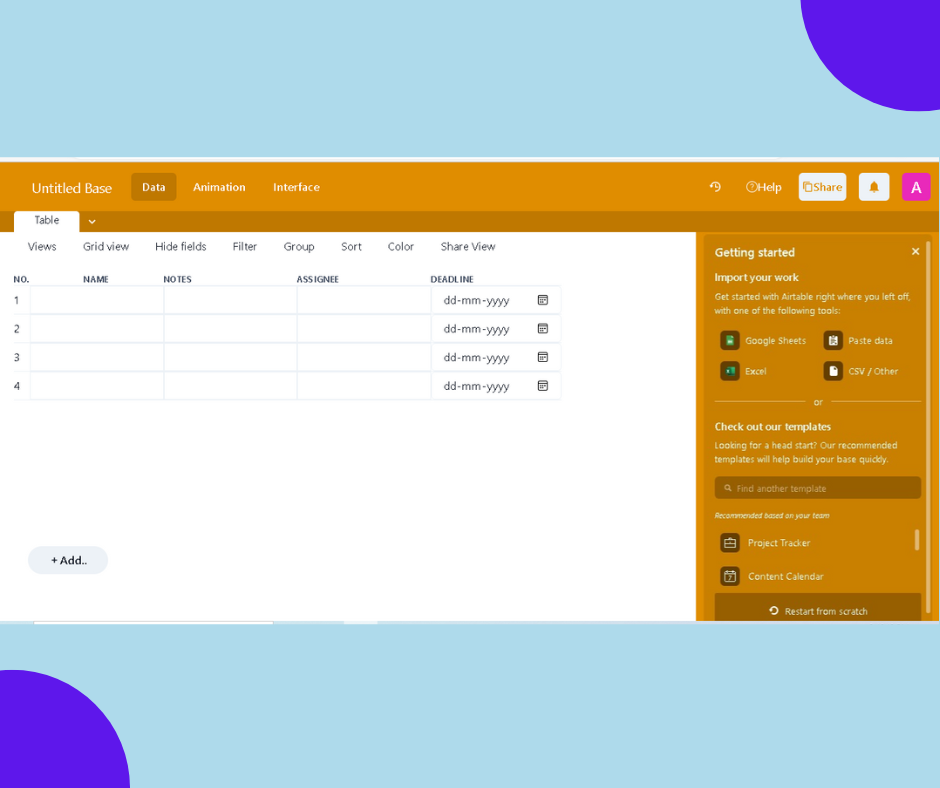 Untitled Base Data Animation Interface Help Share A
Table
Views Grid view Hide fields Filter Group Sort Color Share View
NO. NAME NOTES ASSIGNEE DEADLINE
1 dd-mm-yyyy
2 dd-mm-yyyy
3 dd-mm-yyyy
4 dd-mm-yyyy
+ Add..
Getting started
Import your work
Get started with Airtable right where you left off,
with one of the following tools:
Google Sheets Paste data
Excel CSV / Other
or
Check out our templates
Looking for a head start? Our recommended
templates will help build your base quickly.
Find another template
Recommended based on your team
Project Tracker
7 Content Calendar
Restart from scratch